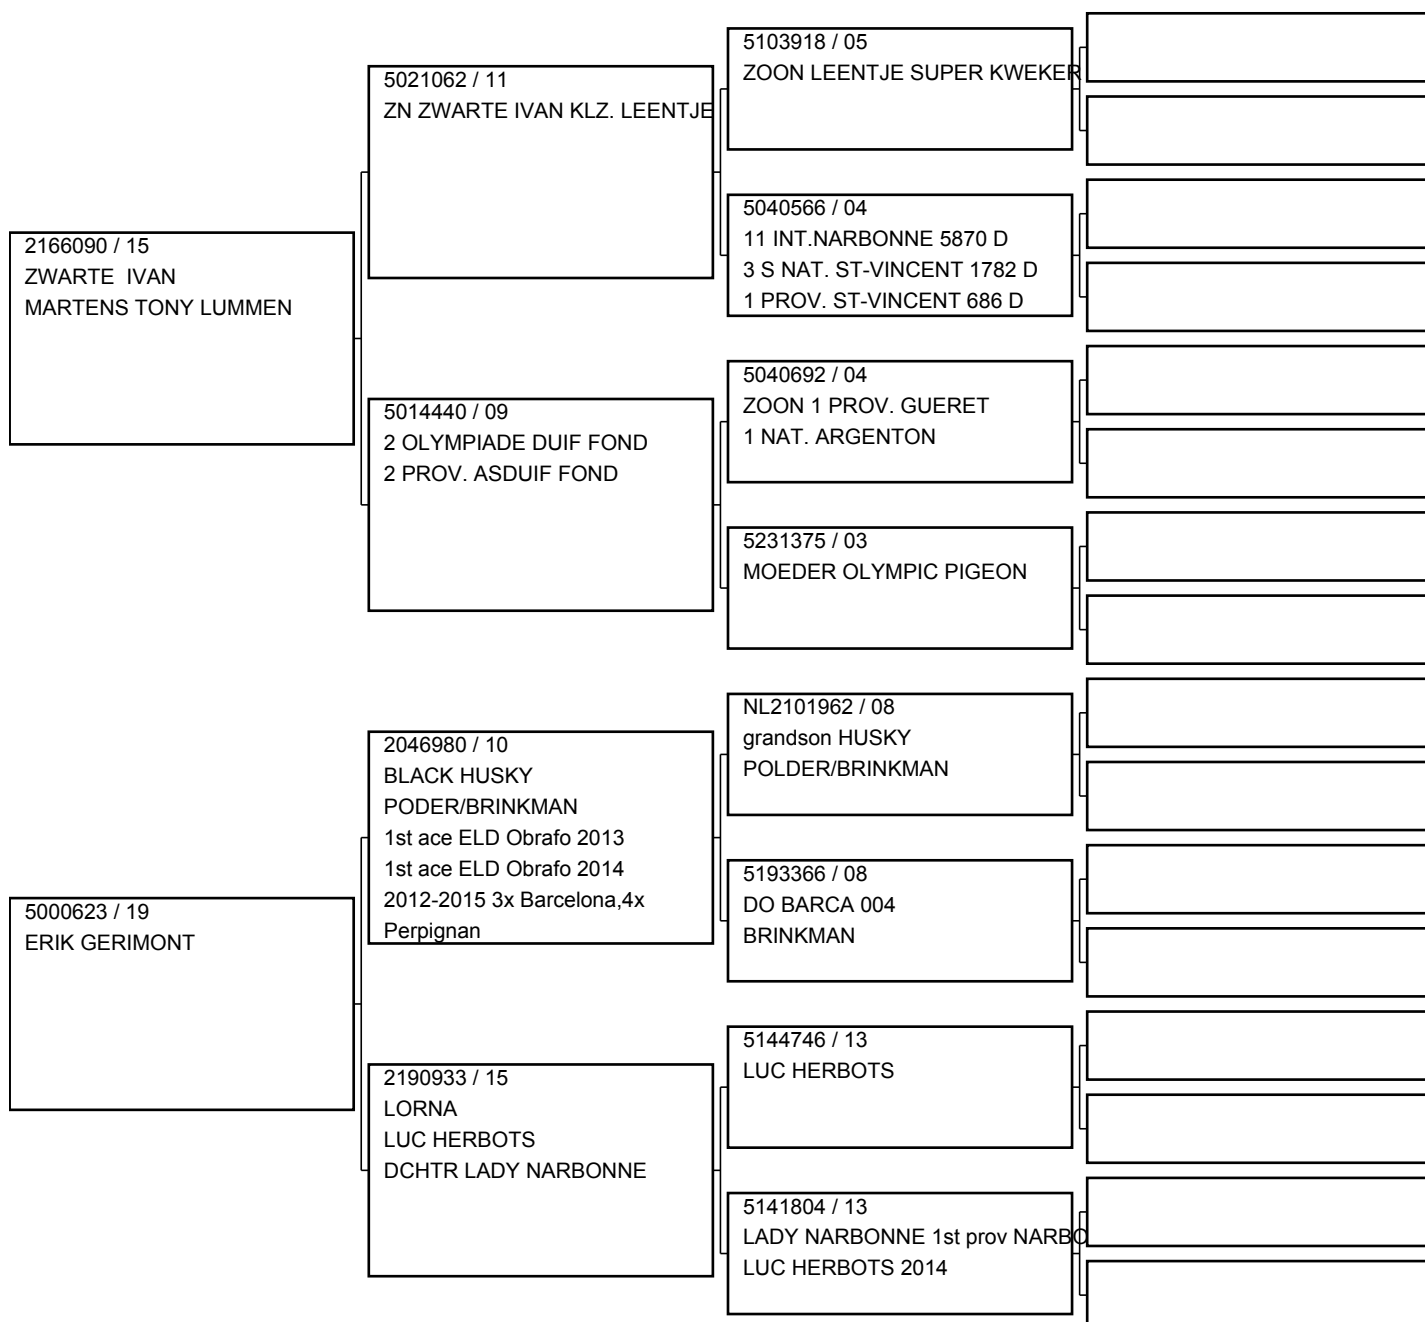 2166090 / 15
ZWARTE  IVAN
MARTENS TONY LUMMEN
5021062 / 11
ZN ZWARTE IVAN KLZ. LEENTJE
5014440 / 09
2 OLYMPIADE DUIF FOND
2 PROV. ASDUIF FOND
5103918 / 05
ZOON LEENTJE SUPER KWEKER
5040566 / 04
11 INT.NARBONNE 5870 D
3 S NAT. ST-VINCENT 1782 D
1 PROV. ST-VINCENT 686 D
5040692 / 04
ZOON 1 PROV. GUERET
1 NAT. ARGENTON
5231375 / 03
MOEDER OLYMPIC PIGEON
5000623 / 19
ERIK GERIMONT
2046980 / 10
BLACK HUSKY
PODER/BRINKMAN
1st ace ELD Obrafo 2013
1st ace ELD Obrafo 2014
2012-2015 3x Barcelona,4x
Perpignan
2190933 / 15
LORNA
LUC HERBOTS
DCHTR LADY NARBONNE
NL2101962 / 08
grandson HUSKY
POLDER/BRINKMAN
5193366 / 08
DO BARCA 004
BRINKMAN
5144746 / 13
LUC HERBOTS
5141804 / 13
LADY NARBONNE 1st prov NARBO
LUC HERBOTS 2014